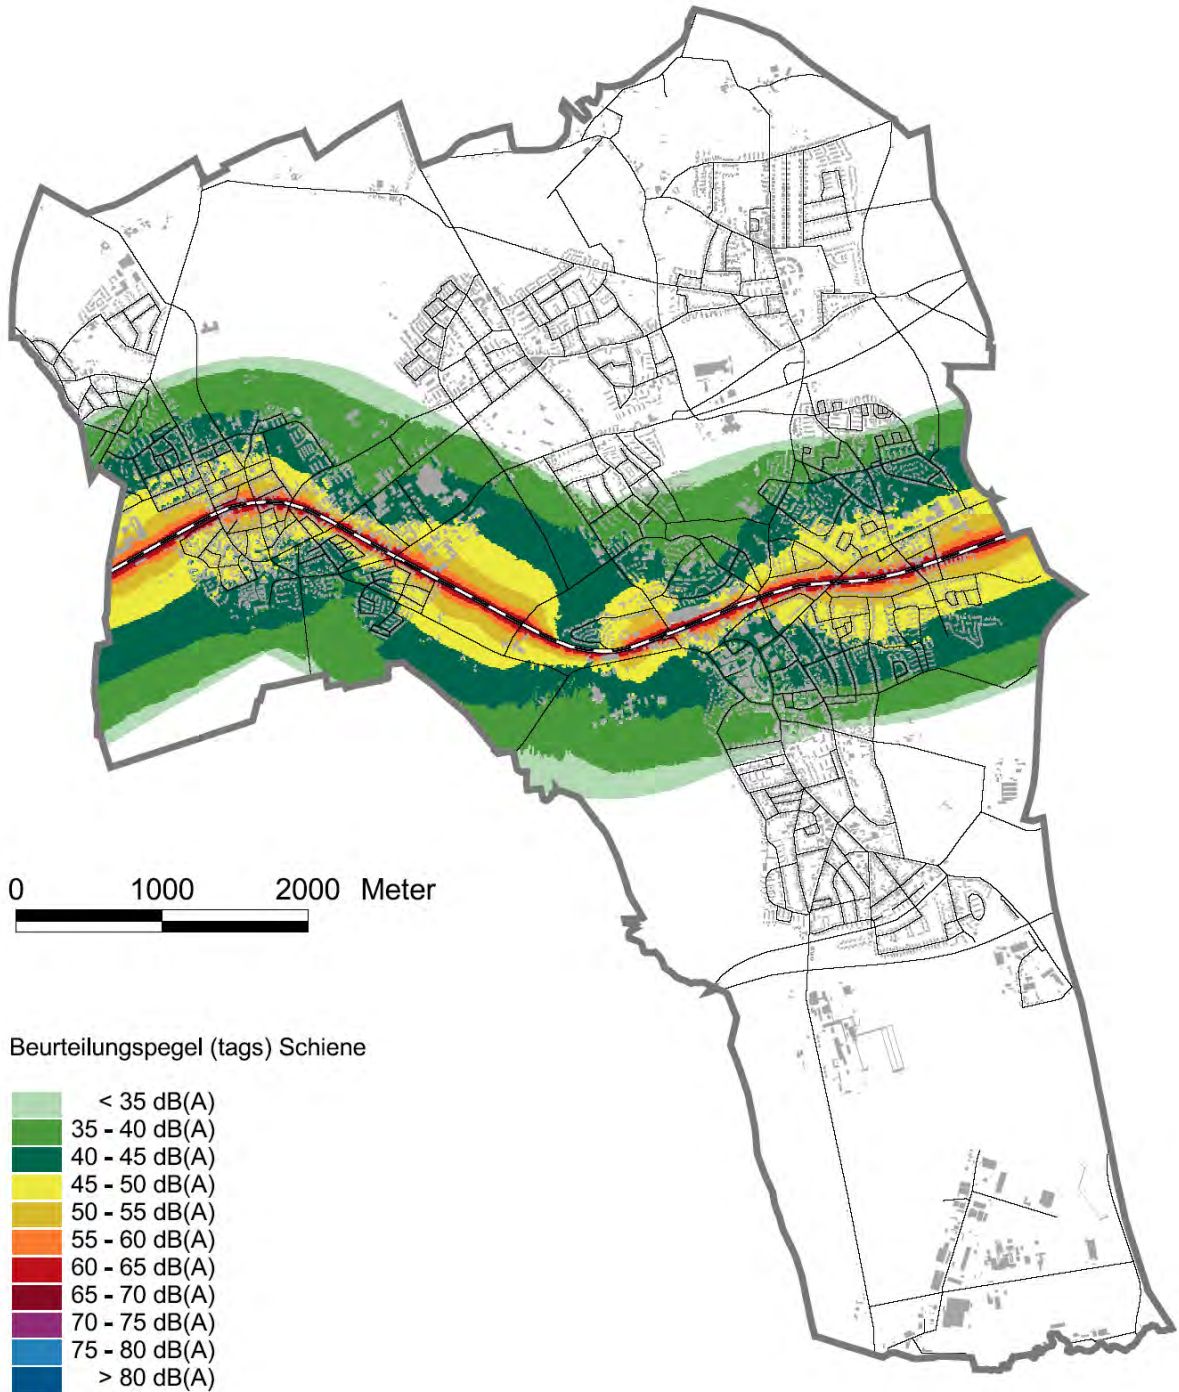 0 1000 2000 Meter
Beurteilungspegel (tags) Schiene
< 35 dB(A)
35 - 40 dB(A)
40 - 45 dB(A)
45 - 50 dB(A)
50 - 55 dB(A)
55 - 60 dB(A)
60 - 65 dB(A)
65 - 70 dB(A)
70 - 75 dB(A)
75 - 80 dB(A)
> 80 dB(A)